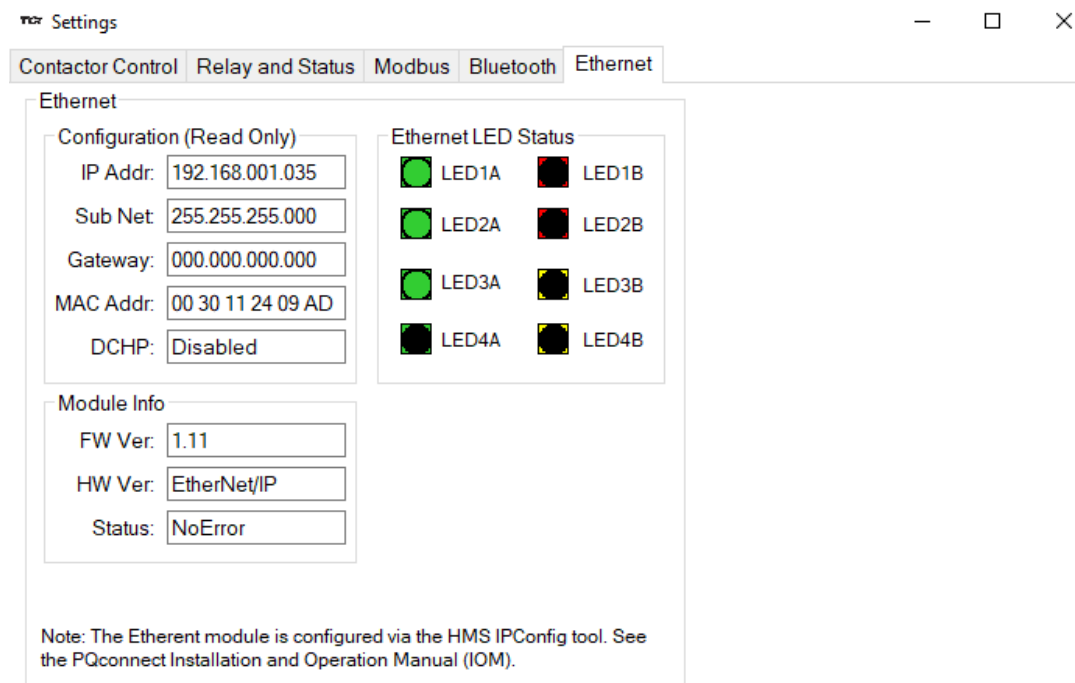 TCI Settings
Contactor Control Relay and Status Modbus Bluetooth Ethernet
Ethernet
Configuration (Read Only)
IP Addr: 192.168.001.035
Sub Net: 255.255.255.000
Gateway: 000.000.000.000
MAC Addr: 00 30 11 24 09 AD
DCHP: Disabled
Ethernet LED Status
LED1A LED1B
LED2A LED2B
LED3A LED3B
LED4A LED4B
Module Info
FW Ver: 1.11
HW Ver: EtherNet/IP
Status: NoError
Note: The Etherent module is configured via the HMS IPConfig tool. See
the PQconnect Installation and Operation Manual (IOM).